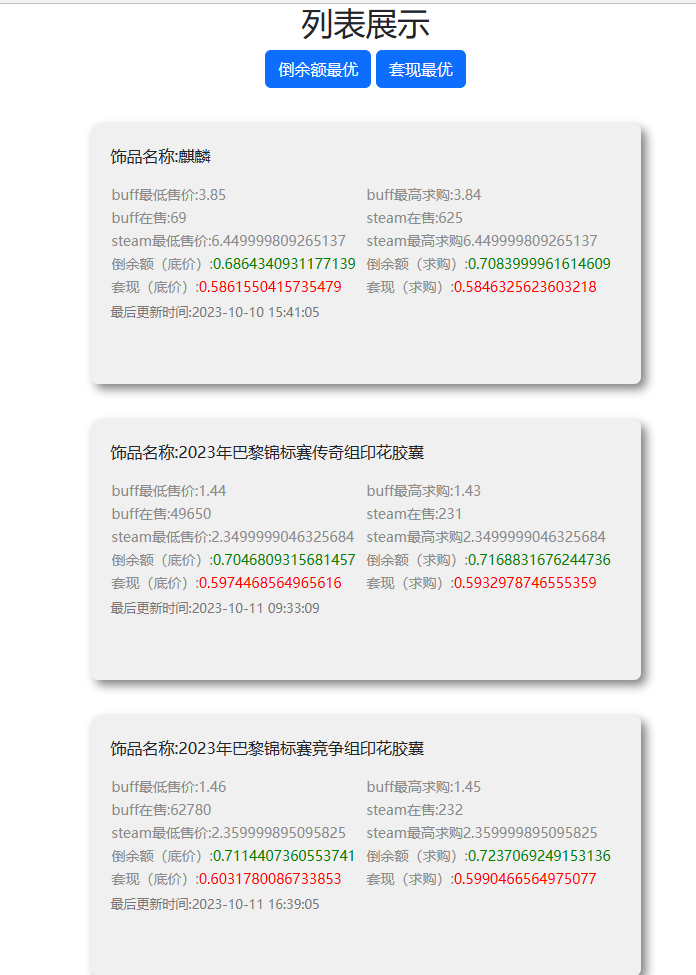 列表展示
倒余额最优 套现最优
饰品名称:麒麟
buff最低售价:3.85 buff最高求购:3.84
buff在售:69 steam在售:625
steam最低售价:6.449999809265137 steam最高求购6.449999809265137
倒余额（底价）:0.6864340931177139 倒余额（求购）:0.7083999961614609
套现（底价）:0.5861550415735479 套现（求购）:0.5846325623603218
最后更新时间:2023-10-10 15:41:05
饰品名称:2023年巴黎锦标赛传奇组印花胶囊
buff最低售价:1.44 buff最高求购:1.43
buff在售:49650 steam在售:231
steam最低售价:2.3499999046325684 steam最高求购2.3499999046325684
倒余额（底价）:0.7046809315681457 倒余额（求购）:0.7168831676244736
套现（底价）:0.5974468564965616 套现（求购）:0.5932978746555359
最后更新时间:2023-10-11 09:33:09
饰品名称:2023年巴黎锦标赛竞争组印花胶囊
buff最低售价:1.46 buff最高求购:1.45
buff在售:62780 steam在售:232
steam最低售价:2.359999895095825 steam最高求购2.359999895095825
倒余额（底价）:0.7114407360553741 倒余额（求购）:0.7237069249153136
套现（底价）:0.6031780086733853 套现（求购）:0.5990466564975077
最后更新时间:2023-10-11 16:39:05